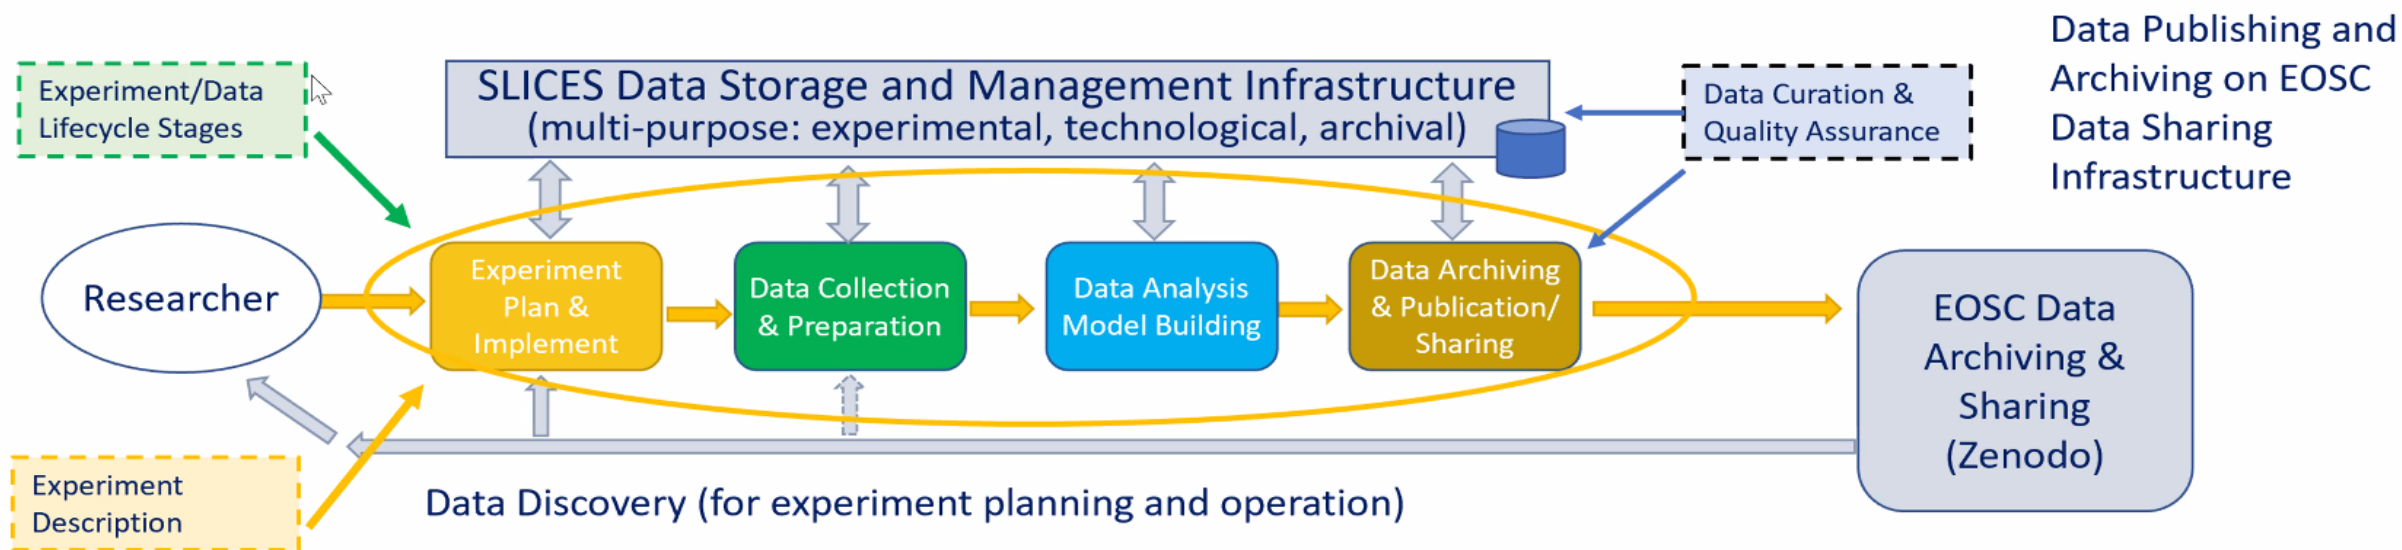 Data Publishing and
Archiving on EOSC
Data Sharing
Infrastructure
Experiment/Data
Lifecycle Stages
SLICES Data Storage and Management Infrastructure
(multi-purpose: experimental, technological, archival)
Data Curation &
Quality Assurance
Researcher
Experiment
Plan &
Implement
Data Collection
& Preparation
Data Analysis
Model Building
Data Archiving
& Publication/
Sharing
EOSC Data
Archiving &
Sharing
(Zenodo)
Experiment
Description
Data Discovery (for experiment planning and operation)